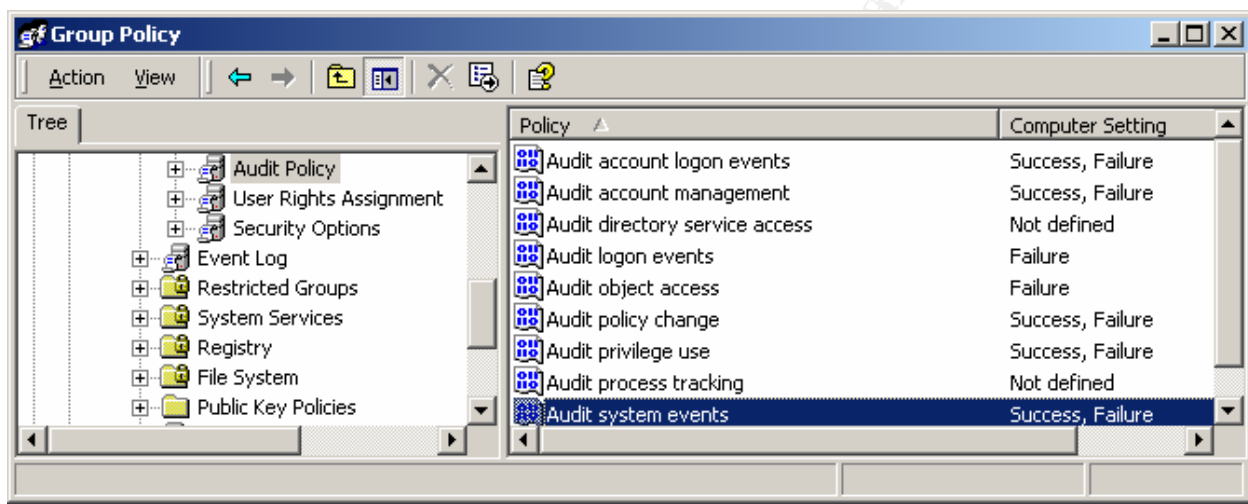 Group Policy
Action View
Tree
Audit Policy
User Rights Assignment
Security Options
Event Log
Restricted Groups
System Services
Registry
File System
Public Key Policies
Policy Computer Setting
Audit account logon events Success, Failure
Audit account management Success, Failure
Audit directory service access Not defined
Audit logon events Failure
Audit object access Failure
Audit policy change Success, Failure
Audit privilege use Success, Failure
Audit process tracking Not defined
Audit system events Success, Failure